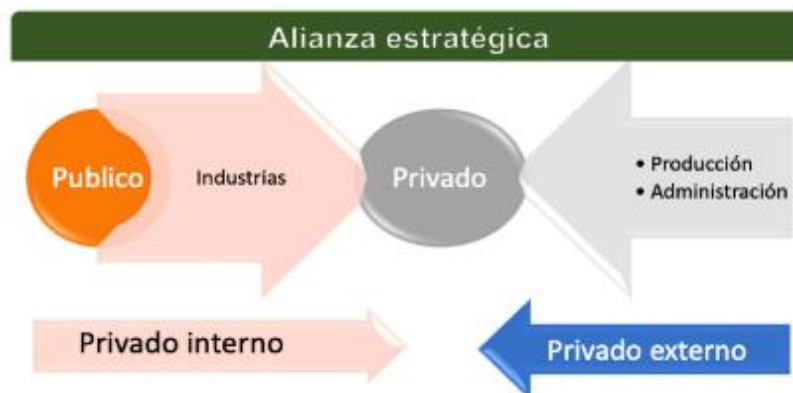 Alianza estratégica
Publico
Industrias
Privado
• Producción
• Administración
Privado interno
Privado externo